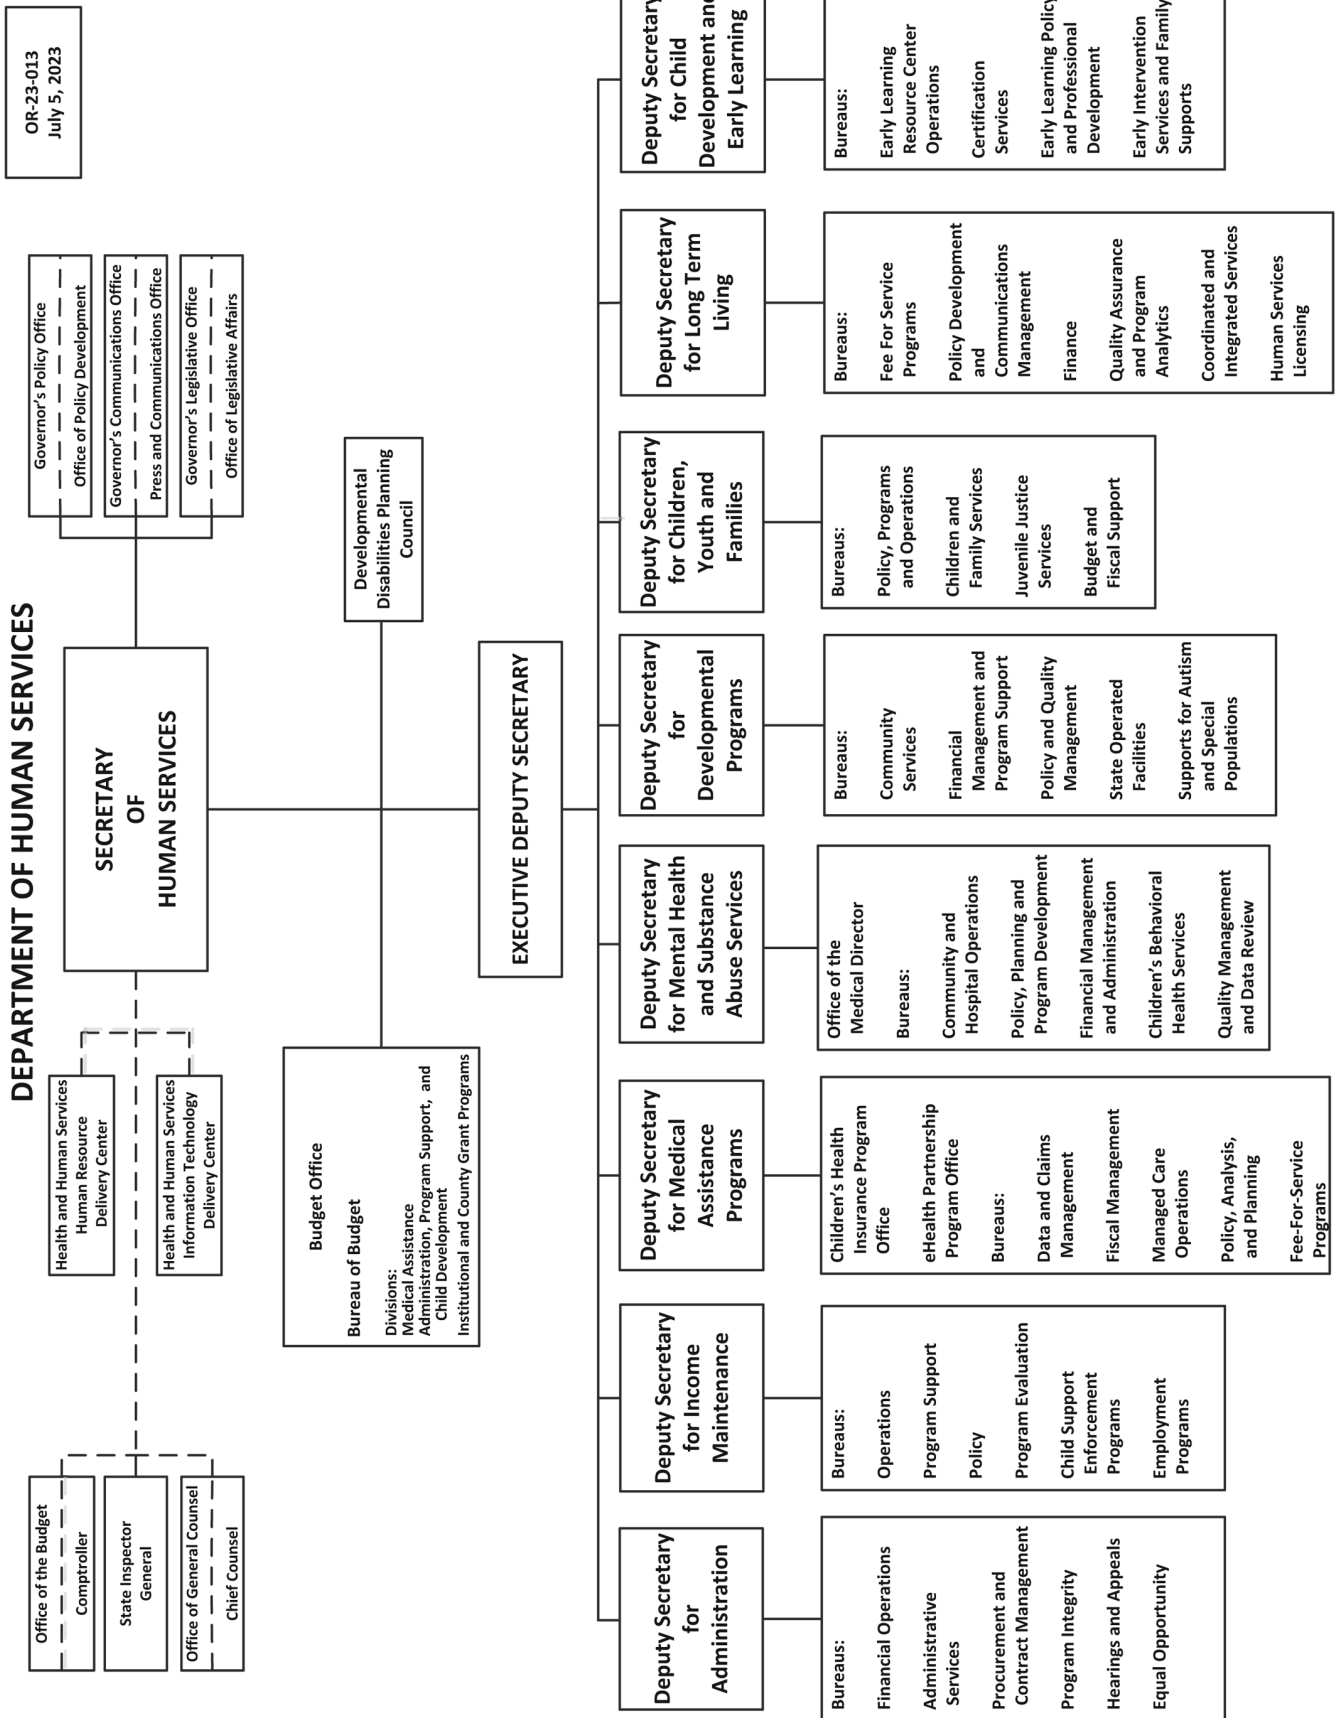 DEPARTMENT OF HUMAN SERVICES
OR-23-013
July 5, 2023
Office of the Budget
Comptroller
State Inspector
General
Office of General Counsel
Chief Counsel
Health and Human Services
Human Resource
Delivery Center
Health and Human Services
Information Technology
Delivery Center
SECRETARY
OF
HUMAN SERVICES
Governor's Policy Office
Office of Policy Development
Governor's Communications Office
Press and Communications Office
Governor's Legislative Office
Office of Legislative Affairs
Budget Office
Bureau of Budget
Divisions:
Medical Assistance
Administration, Program Support, and
Child Development
Institutional and County Grant Programs
Developmental
Disabilities Planning
Council
EXECUTIVE DEPUTY SECRETARY
Deputy Secretary
for
Administration
Bureaus:
Financial Operations
Administrative
Services
Procurement and
Contract Management
Program Integrity
Hearings and Appeals
Equal Opportunity
Deputy Secretary
for Income
Maintenance
Bureaus:
Operations
Program Support
Policy
Program Evaluation
Child Support
Enforcement
Programs
Employment
Programs
Deputy Secretary
for Medical
Assistance
Programs
Children's Health
Insurance Program
Office
eHealth Partnership
Program Office
Bureaus:
Data and Claims
Management
Fiscal Management
Managed Care
Operations
Policy, Analysis,
and Planning
Fee-For-Service
Programs
Deputy Secretary
for Mental Health
and Substance
Abuse Services
Office of the
Medical Director
Bureaus:
Community and
Hospital Operations
Policy, Planning and
Program Development
Financial Management
and Administration
Children's Behavioral
Health Services
Quality Management
and Data Review
Deputy Secretary
for
Developmental
Programs
Bureaus:
Community
Services
Financial
Management and
Program Support
Policy and Quality
Management
State Operated
Facilities
Supports for Autism
and Special
Populations
Deputy Secretary
for Children,
Youth and
Families
Bureaus:
Policy, Programs
and Operations
Children and
Family Services
Juvenile Justice
Services
Budget and
Fiscal Support
Deputy Secretary
for Long Term
Living
Bureaus:
Fee For Service
Programs
Policy Development
and
Communications
Management
Finance
Quality Assurance
and Program
Analytics
Coordinated and
Integrated Services
Human Services
Licensing
Deputy Secretary
for Child
Development and
Early Learning
Bureaus:
Early Learning
Resource Center
Operations
Certification
Services
Early Learning Policy
and Professional
Development
Early Intervention
Services and Family
Supports